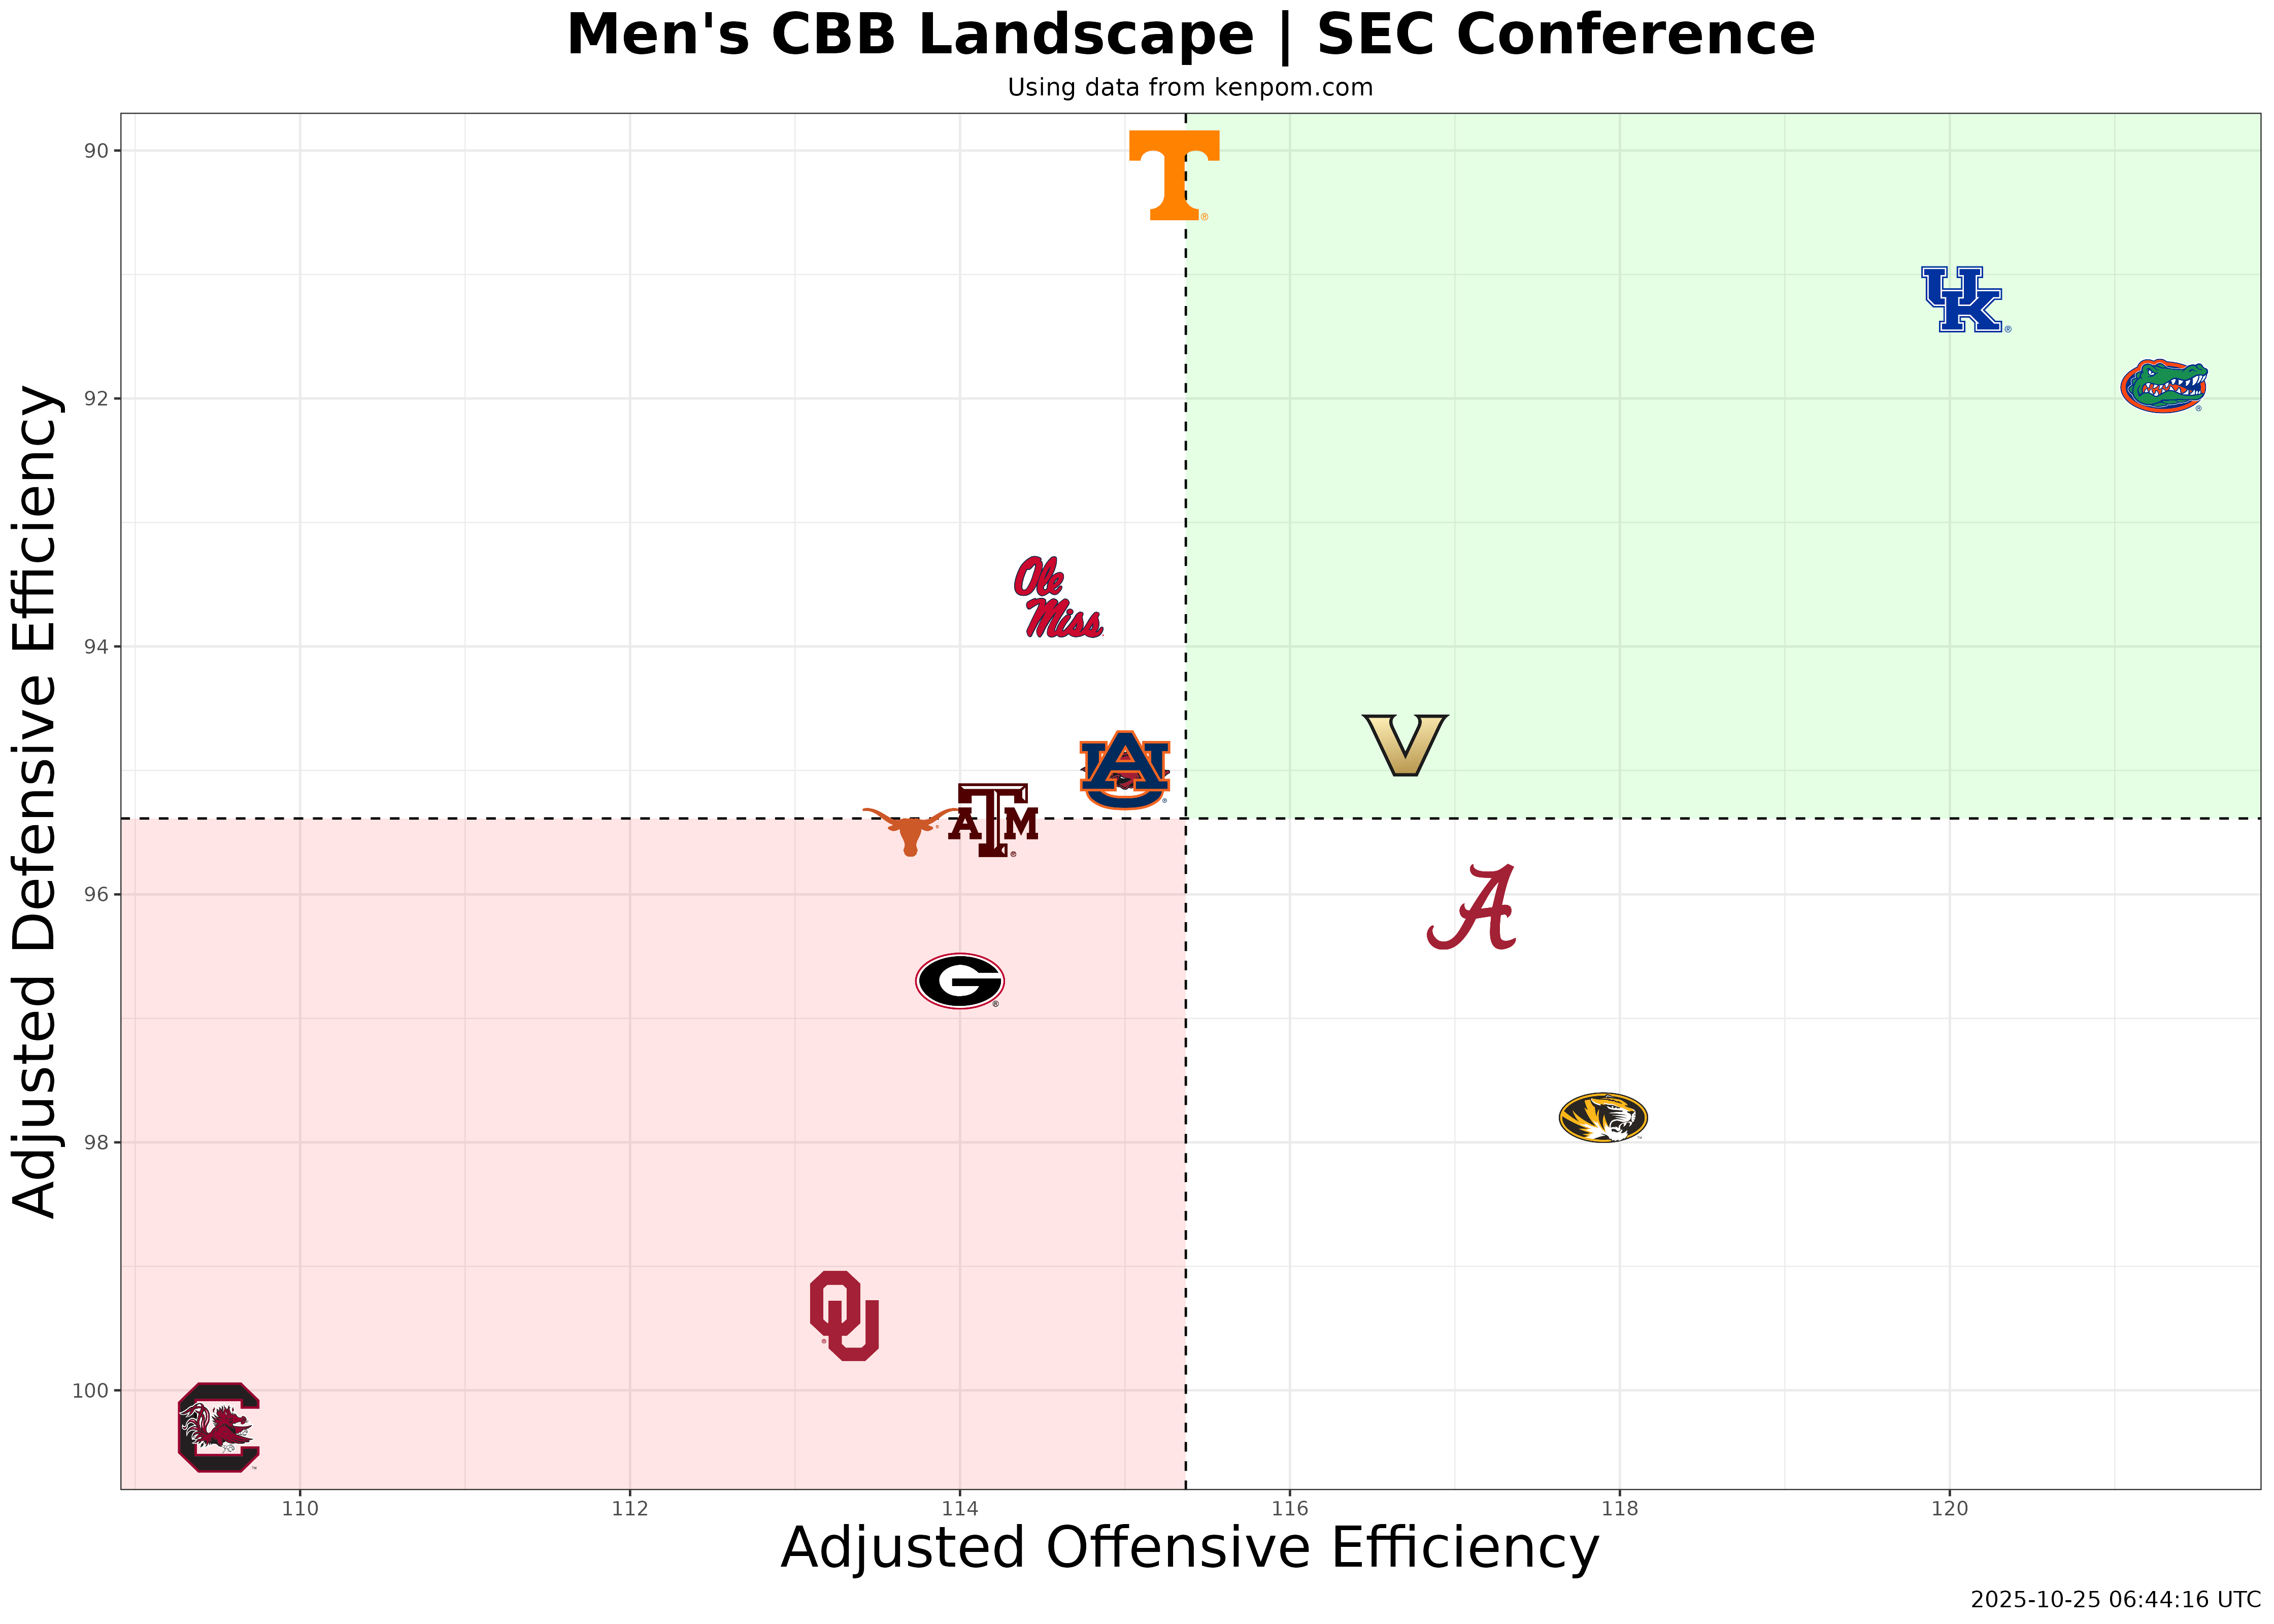 Men's CBB Landscape | SEC Conference
Using data from kenpom.com
Adjusted Defensive Efficiency
90
92
94
96
98
100
T
UK
Ole
Miss
V
AU
ATM
A
G
OU
C
110
112
114
116
118
120
Adjusted Offensive Efficiency
2025-10-25 06:44:16 UTC